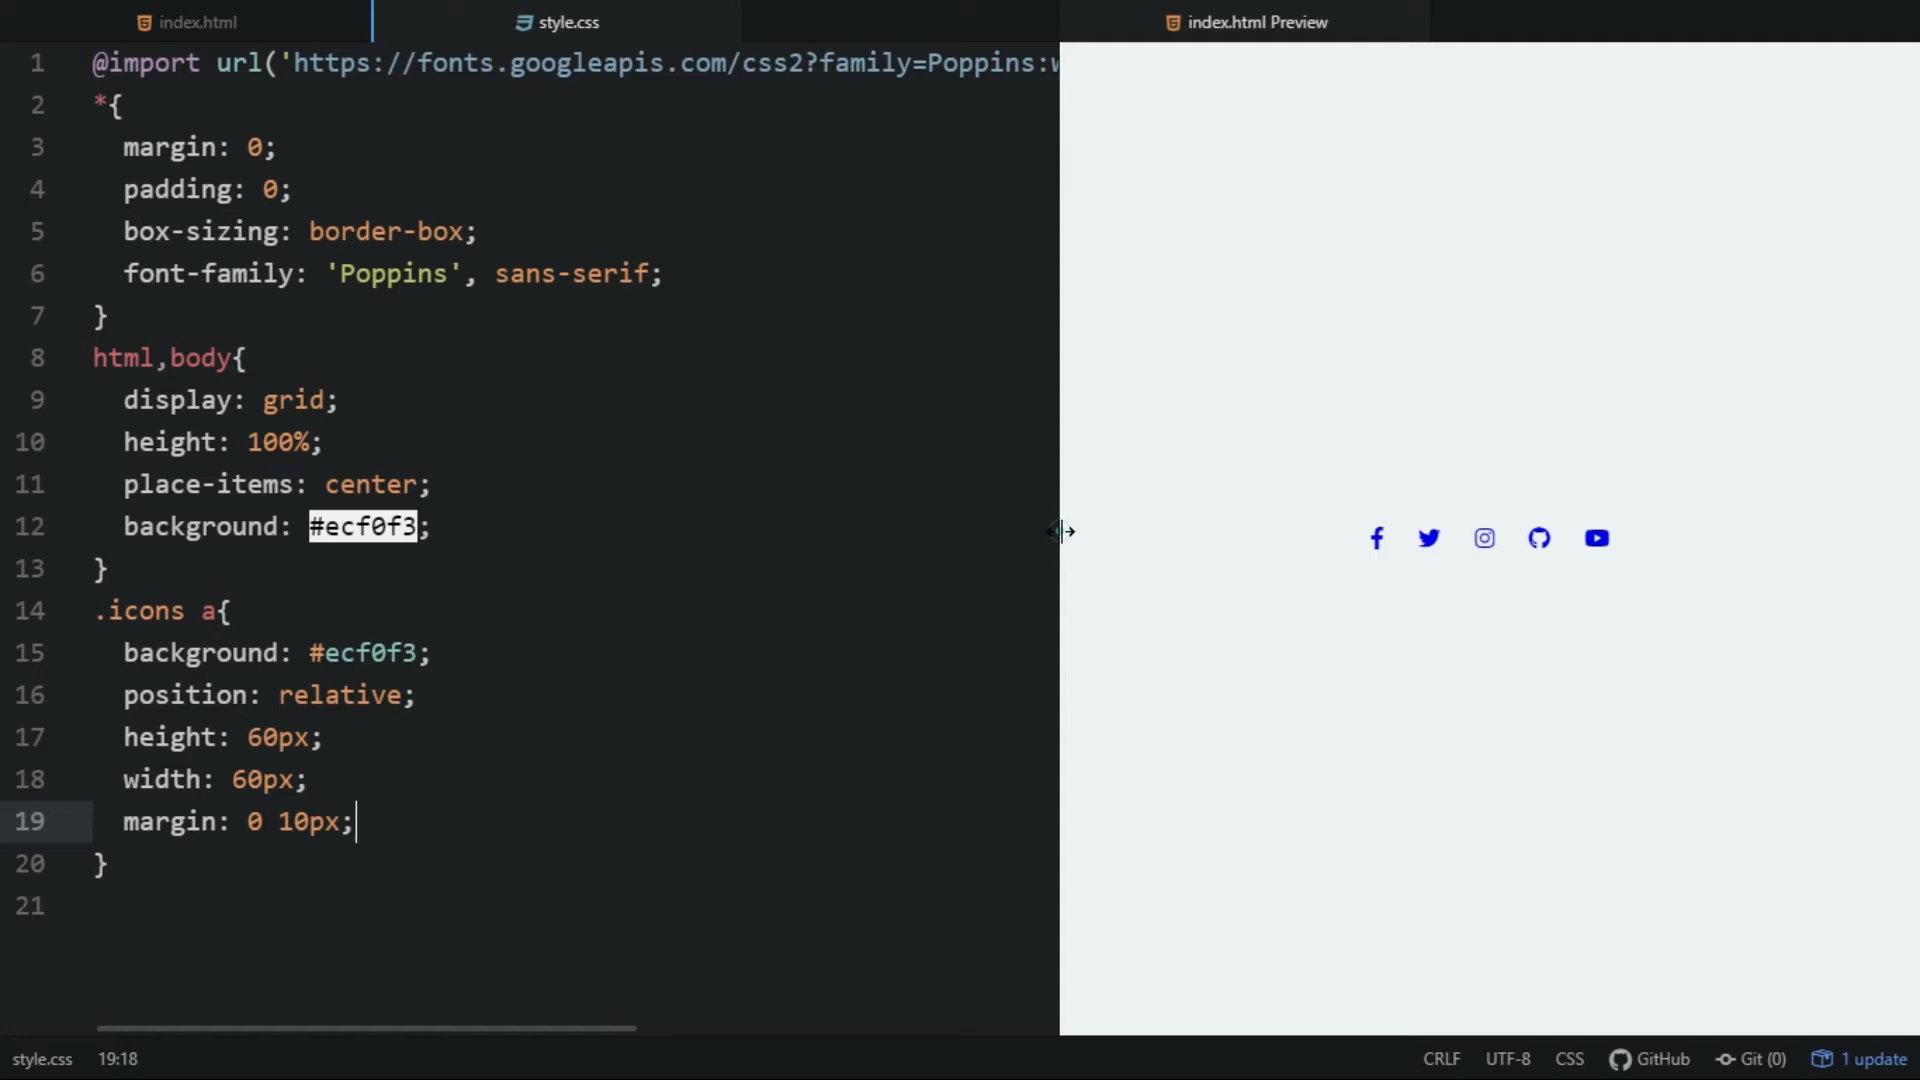 index.html
style.css
index.html Preview
1 @import url('https://fonts.googleapis.com/css2?family=Poppins:
2 *{
3 margin: 0;
4 padding: 0;
5 box-sizing: border-box;
6 font-family: 'Poppins', sans-serif;
7 }
8 html,body{
9 display: grid;
10 height: 100%;
11 place-items: center;
12 background: #ecf0f3;
13 }
14 .icons a{
15 background: #ecf0f3;
16 position: relative;
17 height: 60px;
18 width: 60px;
19 margin: 0 10px;
20 }
21
style.css 19:18 CRLF UTF-8 CSS GitHub Git (0) 1 update